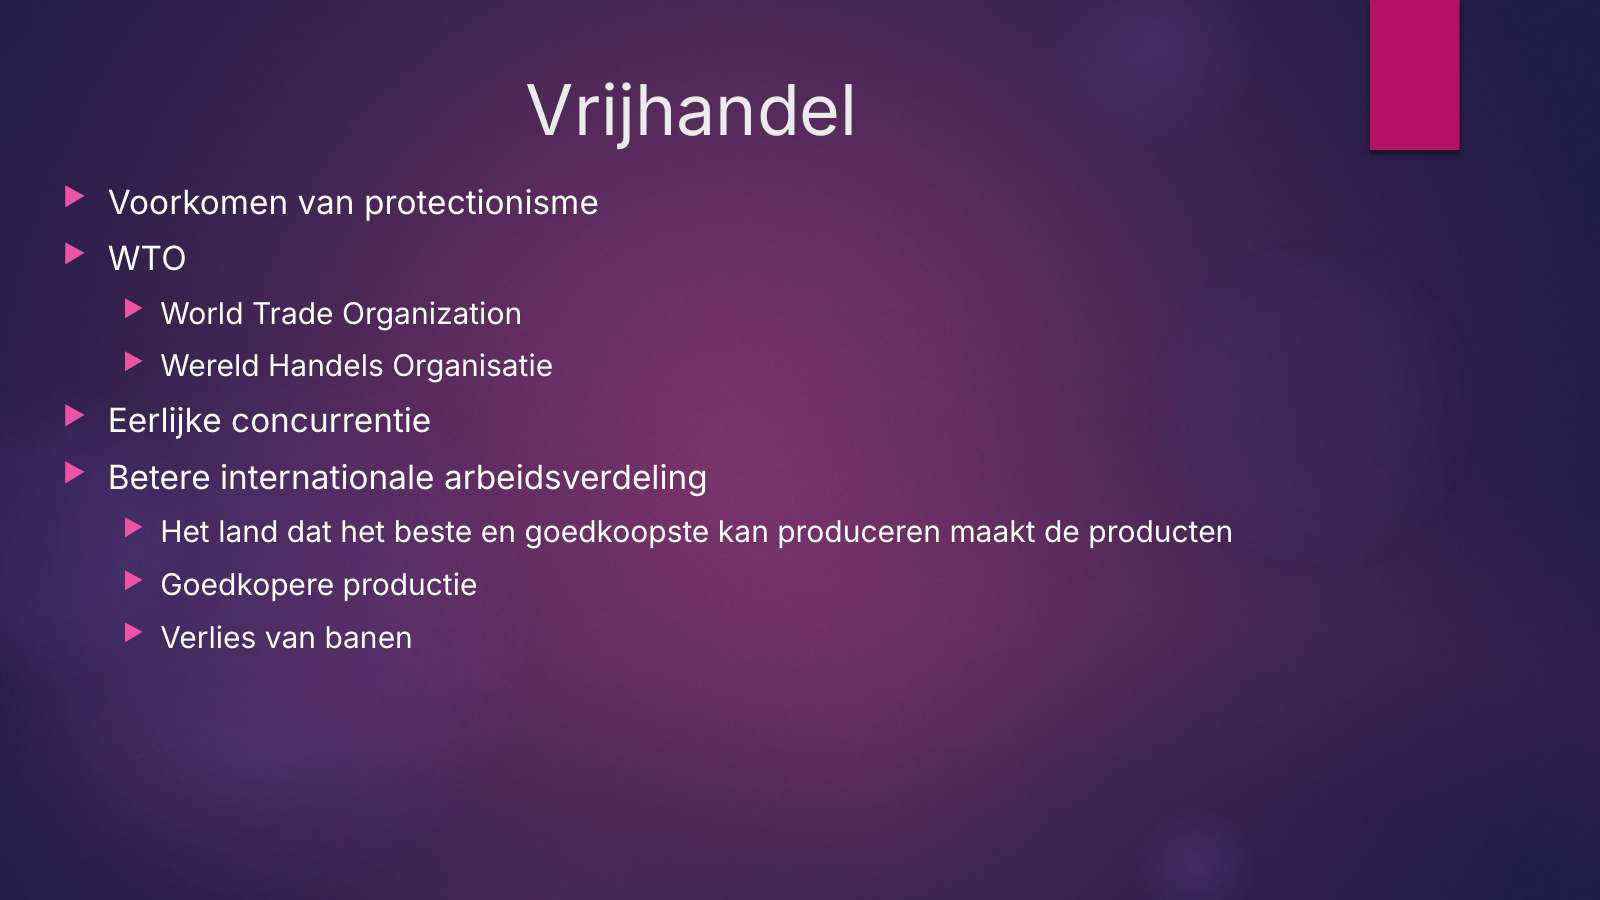 Vrijhandel
Voorkomen van protectionisme
WTO
World Trade Organization
Wereld Handels Organisatie
Eerlijke concurrentie
Betere internationale arbeidsverdeling
Het land dat het beste en goedkoopste kan produceren maakt de producten
Goedkopere productie
Verlies van banen